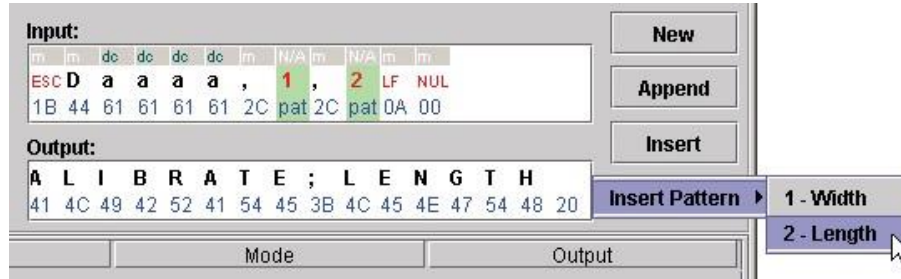 Input:
New
m m dc dc dc dc m N/A m N/A m m
ESC D a a a a , 1 , 2 LF NUL
1B 44 61 61 61 61 2C pat 2C pat 0A 00
Append
Output:
Insert
A L I B R A T E ; L E N G T H
41 4C 49 42 52 41 54 45 3B 4C 45 4E 47 54 48 20
Insert Pattern
1 - Width
2 - Length
Mode
Output